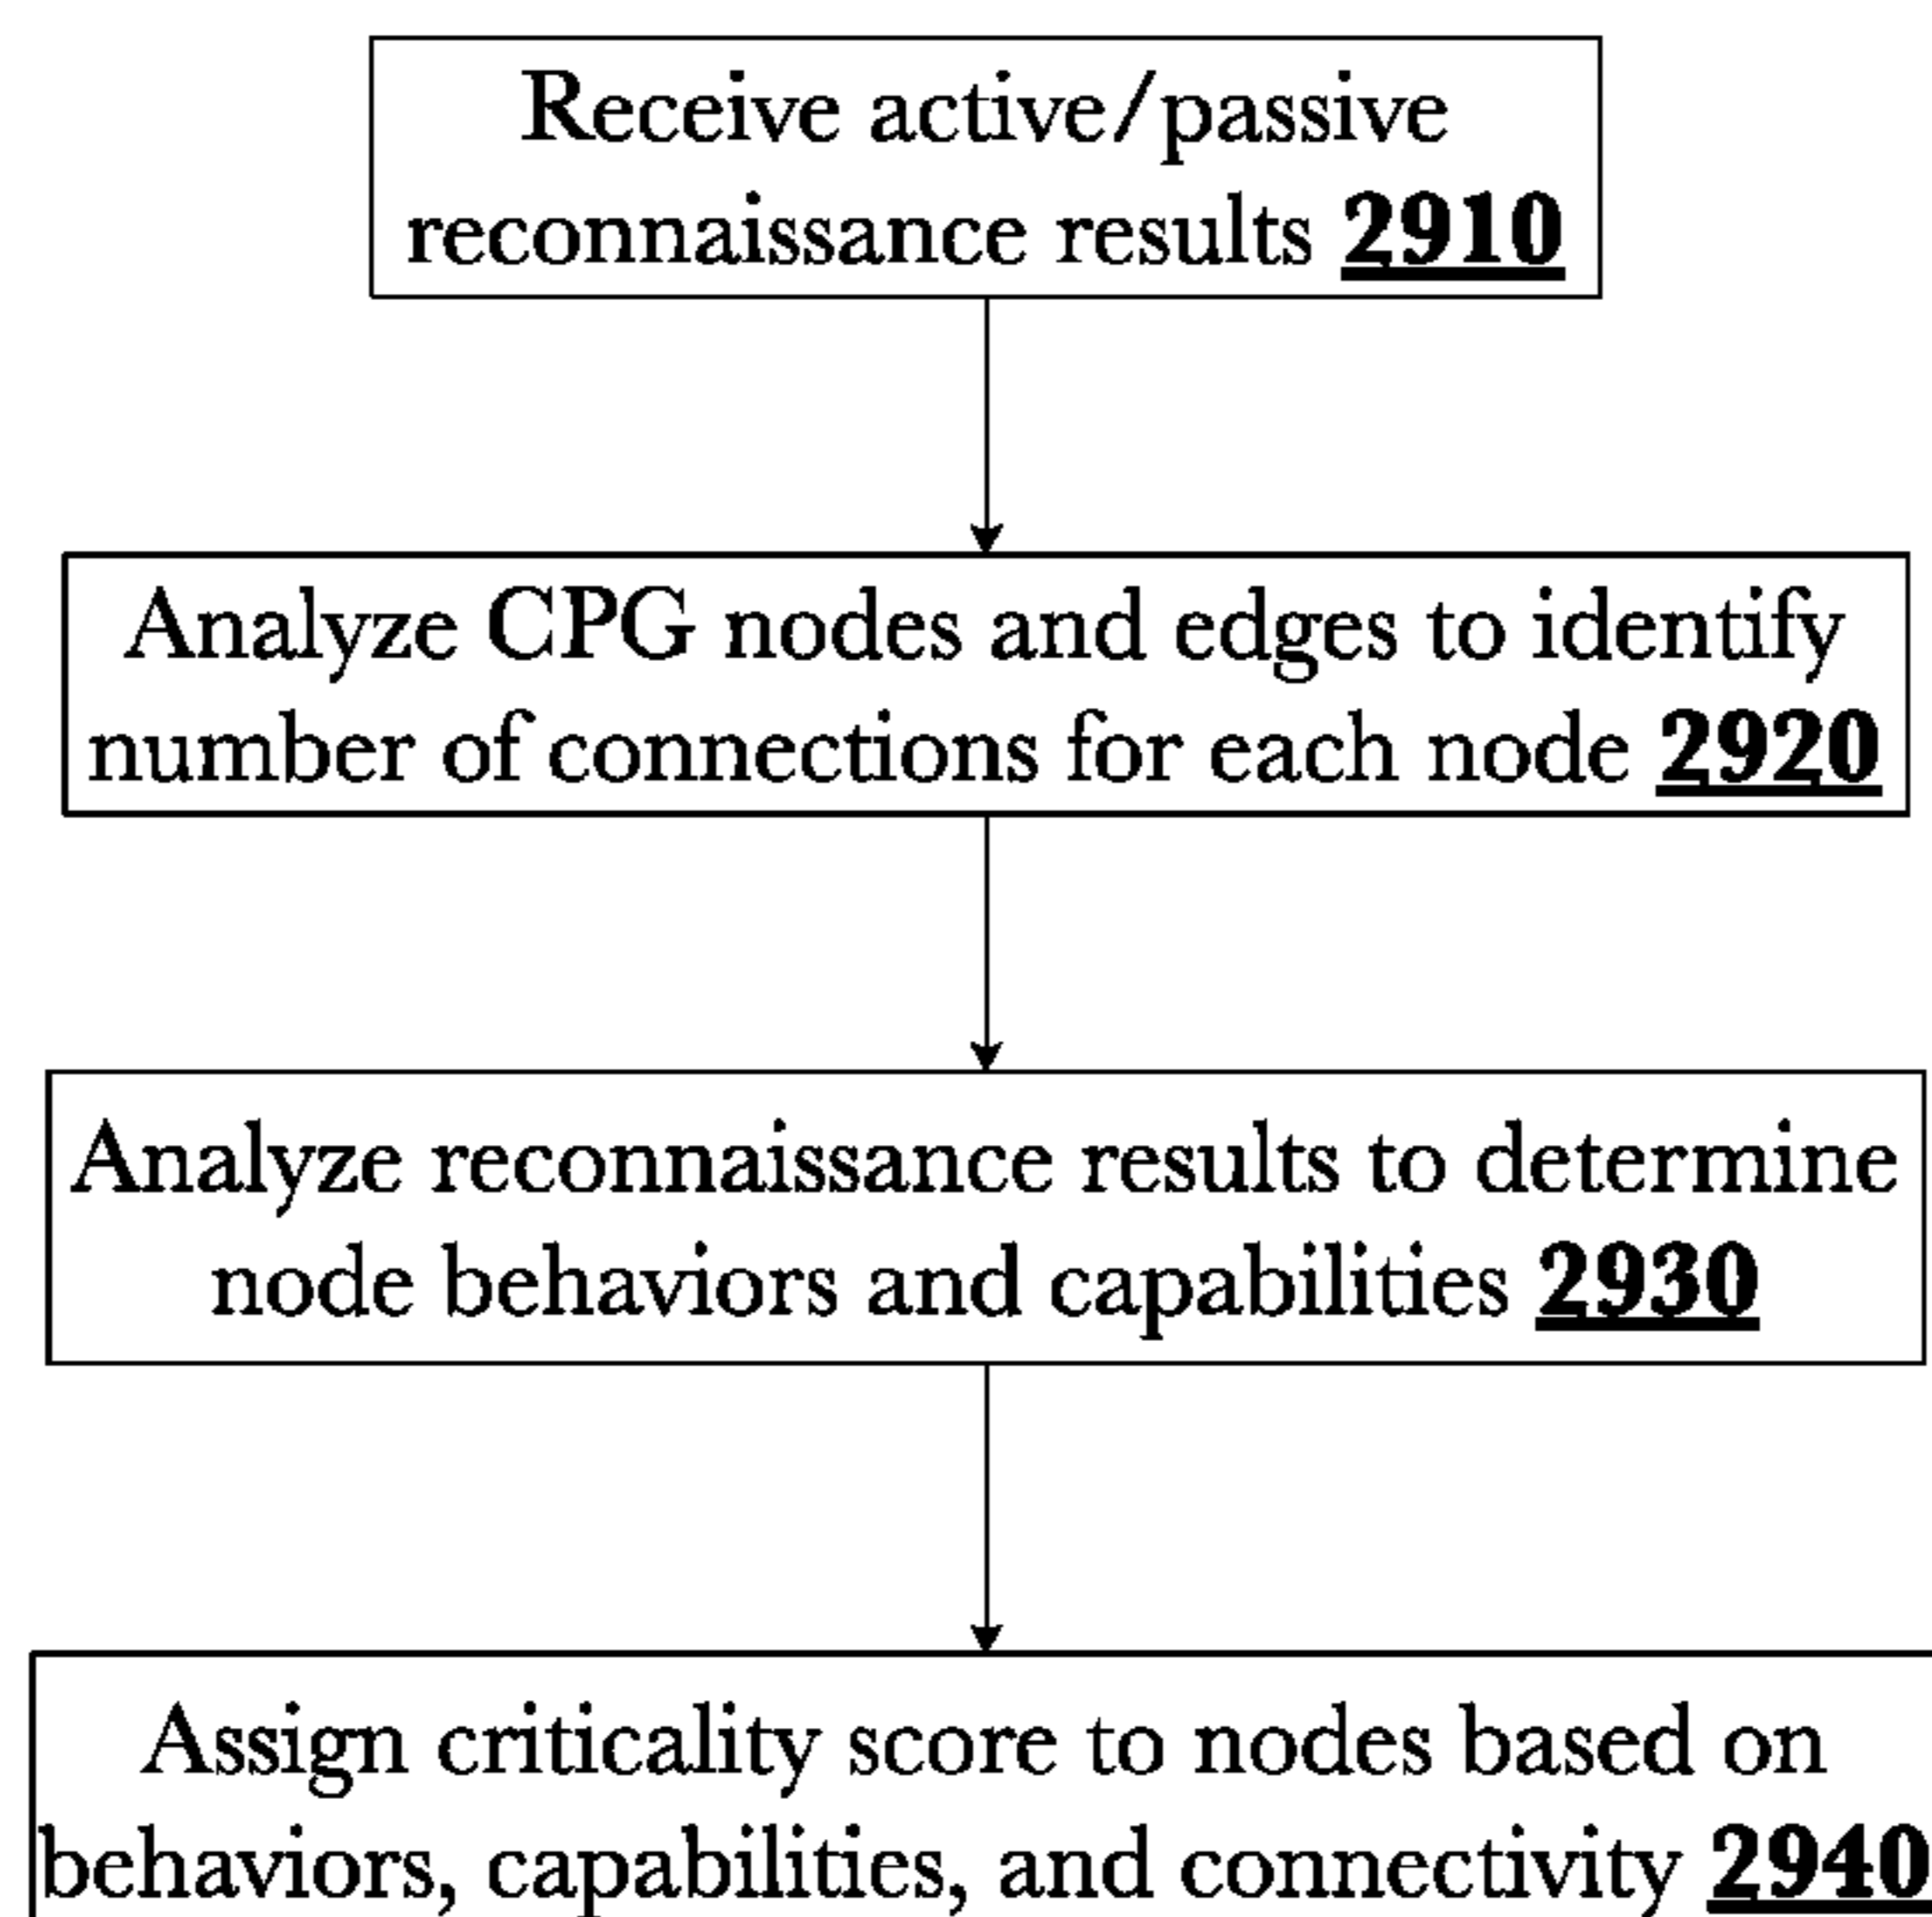 Receive active/passive
reconnaissance results 2910
Analyze CPG nodes and edges to identify
number of connections for each node 2920
Analyze reconnaissance results to determine
node behaviors and capabilities 2930
Assign criticality score to nodes based on
behaviors, capabilities, and connectivity 2940